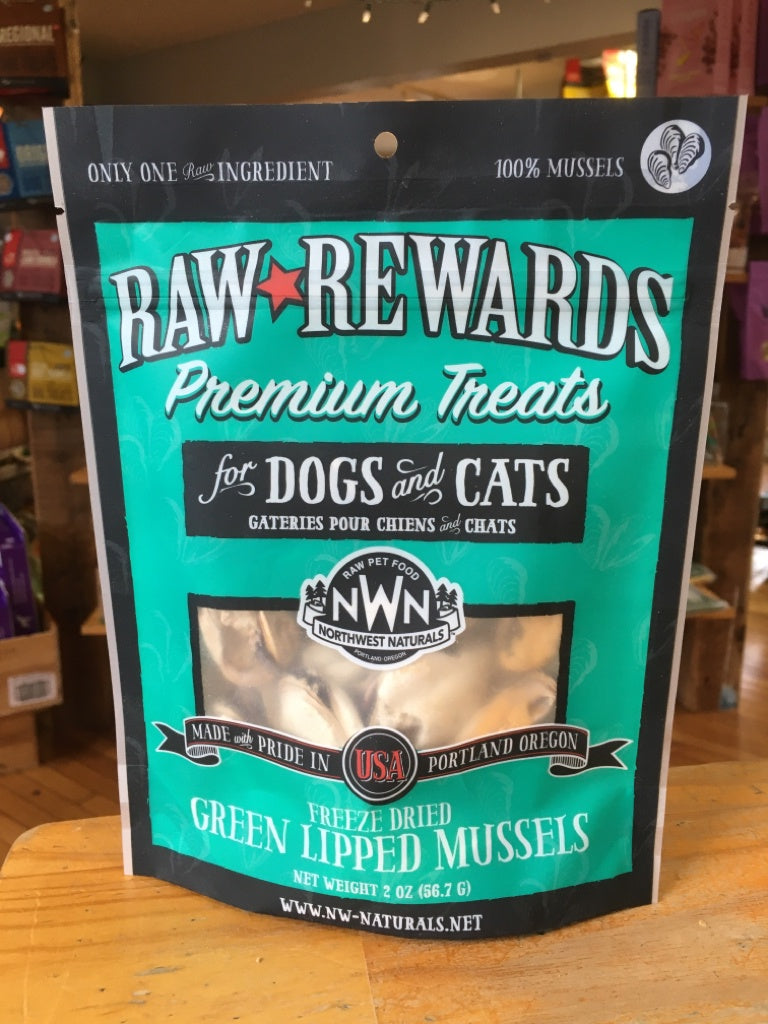 REGIONAL
ONLY ONE Raw INGREDIENT
100% MUSSELS
RAW REWARDS
Premium Treats
for DOGS and CATS
GATERIES POUR CHIENS and CHATS
RAW PET FOOD
NWN
NORTHWEST NATURALS
PORTLAND OREGON
MADE with PRIDE IN USA PORTLAND OREGON
FREEZE DRIED
GREEN LIPPED MUSSELS
NET WEIGHT 2 OZ (56.7 G)
WWW.NW-NATURALS.NET